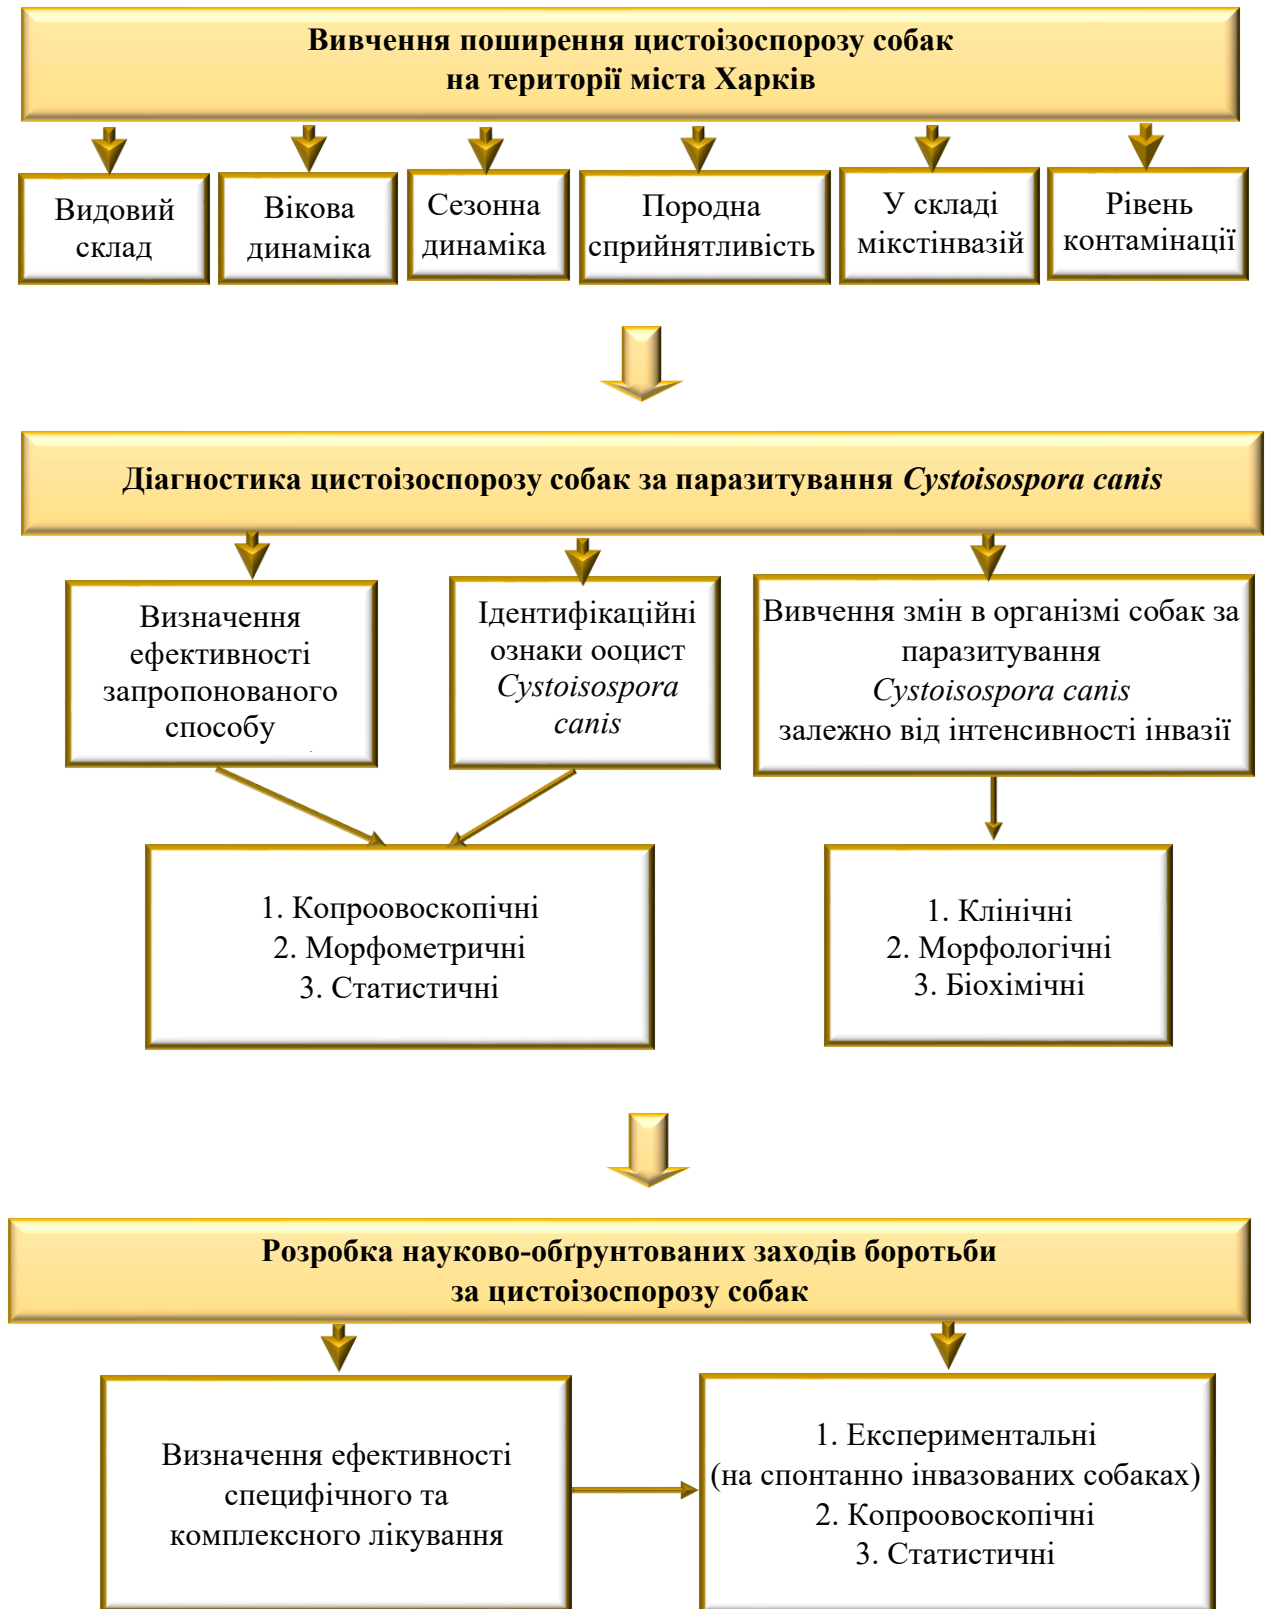 Вивчення поширення цистоізоспорозу собак
на території міста Харків
Видовий
склад
Вікова
динаміка
Сезонна
динаміка
Породна
сприйнятливість
У складі
мікстінвазій
Рівень
контамінації
Діагностика цистоізоспорозу собак за паразитування Cystoisospora canis
Визначення
ефективності
запропонованого
способу
Ідентифікаційні
ознаки ооцист
Cystoisospora
canis
Вивчення змін в організмі собак за
паразитування
Cystoisospora canis
залежно від інтенсивності інвазії
1. Копроовоскопічні
2. Морфометричні
3. Статистичні
1. Клінічні
2. Морфологічні
3. Біохімічні
Розробка науково-обґрунтованих заходів боротьби
за цистоізоспорозу собак
Визначення ефективності
специфічного та
комплексного лікування
1. Експериментальні
(на спонтанно інвазованих собаках)
2. Копроовоскопічні
3. Статистичні